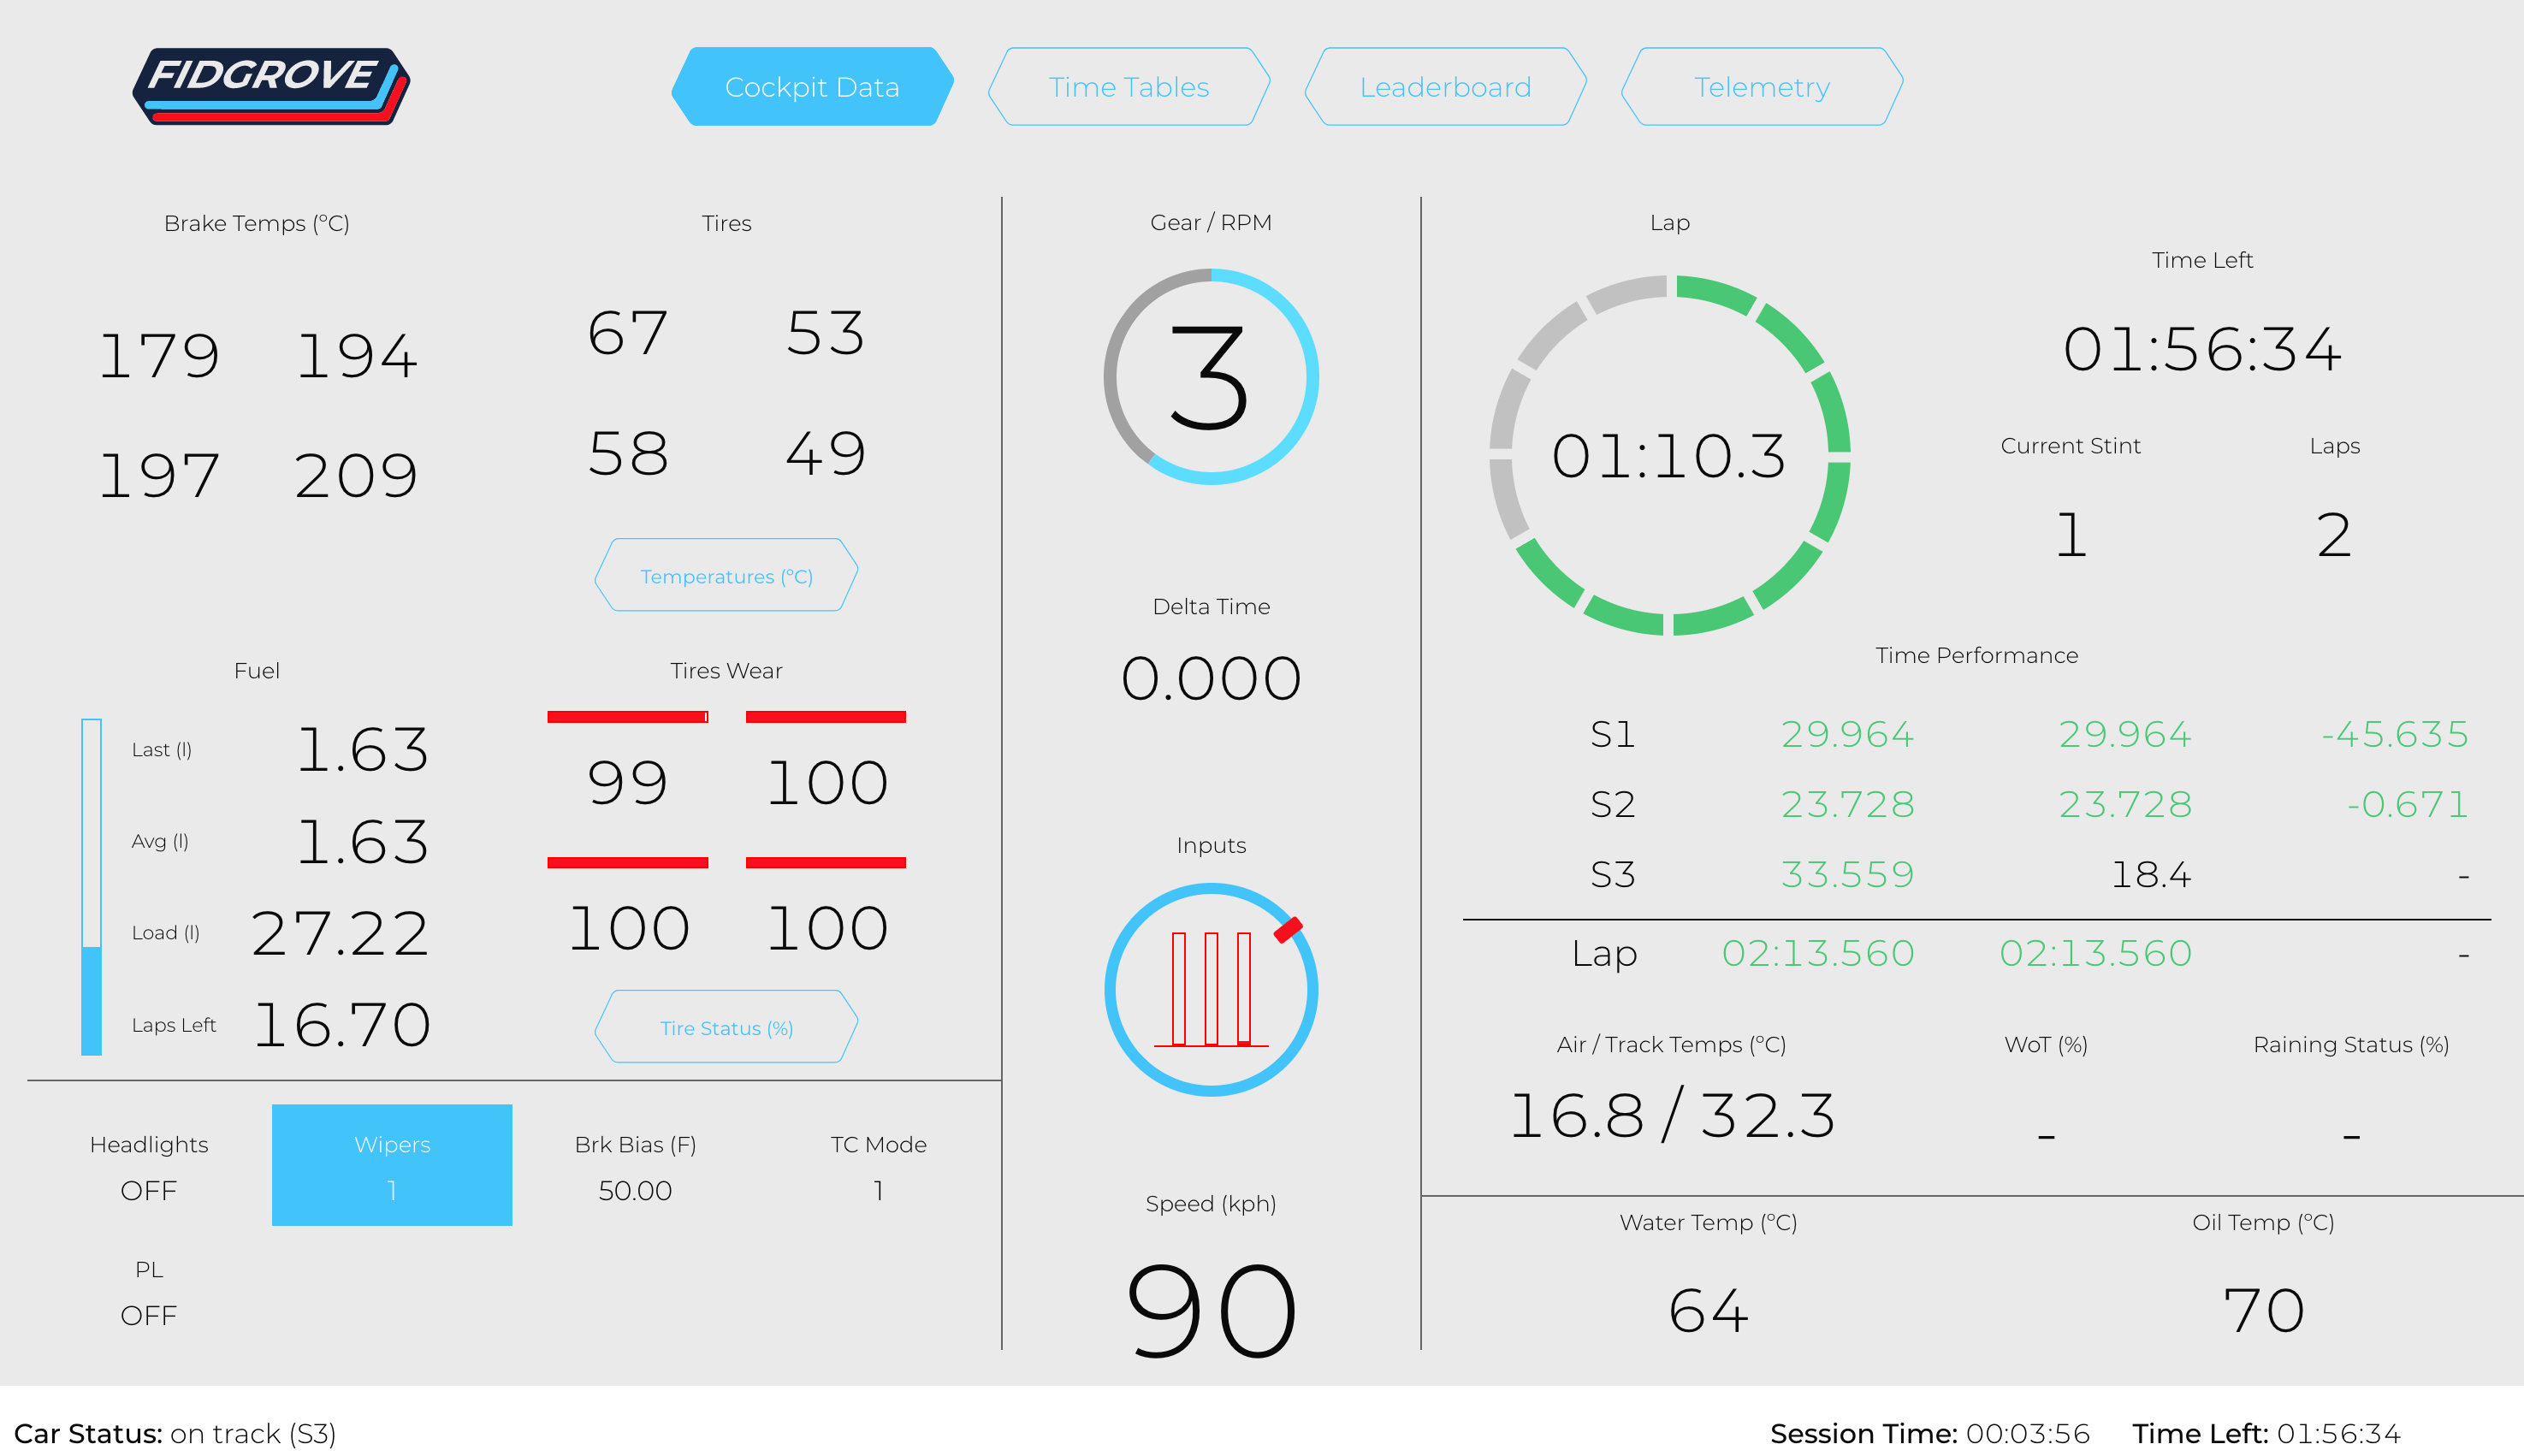 FIDGROVE
Cockpit Data
Time Tables
Leaderboard
Telemetry
Brake Temps (ºC)
179 194
197 209
Tires
67 53
58 49
Temperatures (ºC)
Fuel
Last (l) 1.63
Avg (l) 1.63
Load (l) 27.22
Laps Left 16.70
Tires Wear
99 100
100 100
Tire Status (%)
Headlights
OFF
Wipers
1
Brk Bias (F)
50.00
TC Mode
1
PL
OFF
Gear / RPM
3
Delta Time
0.000
Inputs
Speed (kph)
90
Lap
01:10.3
Time Left
01:56:34
Current Stint
1
Laps
2
Time Performance
S1 29.964 29.964 -45.635
S2 23.728 23.728 -0.671
S3 33.559 18.4 -
Lap 02:13.560 02:13.560 -
Air / Track Temps (ºC)
16.8 / 32.3
WoT (%)
-
Raining Status (%)
-
Water Temp (ºC)
64
Oil Temp (ºC)
70
Car Status: on track (S3)
Session Time: 00:03:56
Time Left: 01:56:34